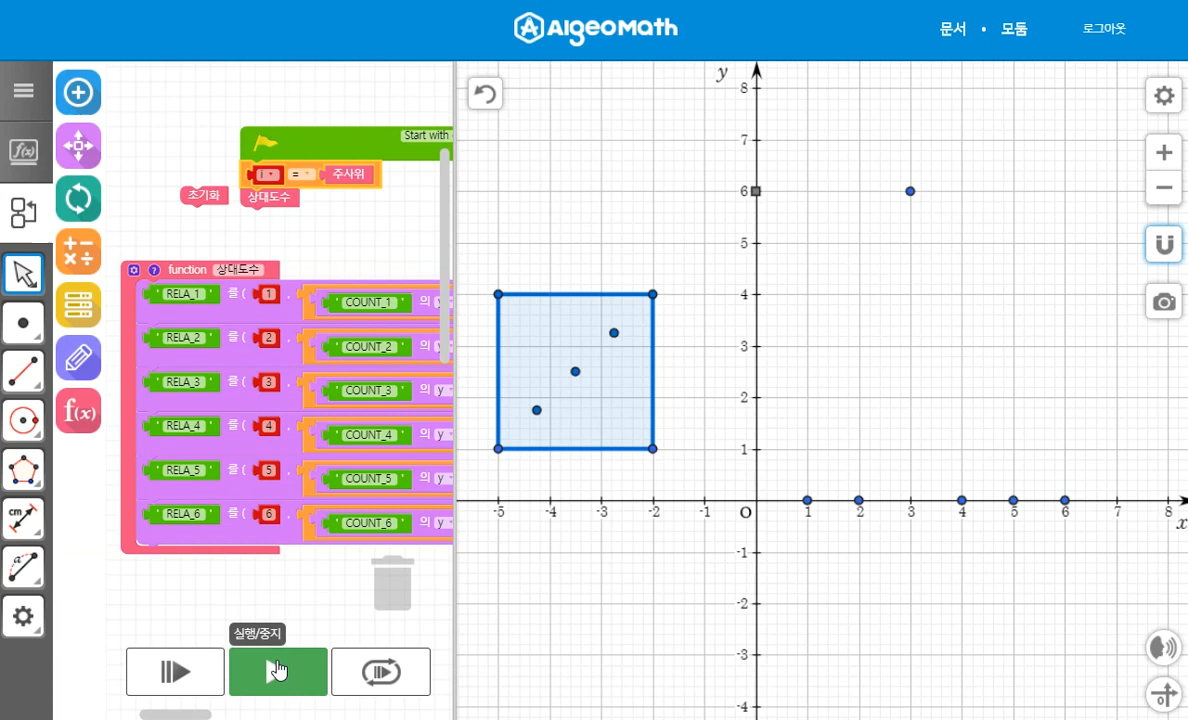 AlgeoMath
문서 • 모둠
로그아웃
f(x)
Start with
i = 주사위
초기화
상대도수
function 상대도수
' RELA_1 ' 를 ( 1 , ' COUNT_1 ' 의
' RELA_2 ' 를 ( 2 , ' COUNT_2 ' 의
' RELA_3 ' 를 ( 3 , ' COUNT_3 ' 의 y
' RELA_4 ' 를 ( 4 , ' COUNT_4 ' 의 y
' RELA_5 ' 를 ( 5 , ' COUNT_5 ' 의 y
' RELA_6 ' 를 ( 6 , ' COUNT_6 ' 의 y
f(x)
cm
a°
실행/중지
y
8
7
6
5
4
3
2
1
-5 -4 -3 -2 -1 O 1 2 3 4 5 6 7 8 x
-1
-2
-3
-4